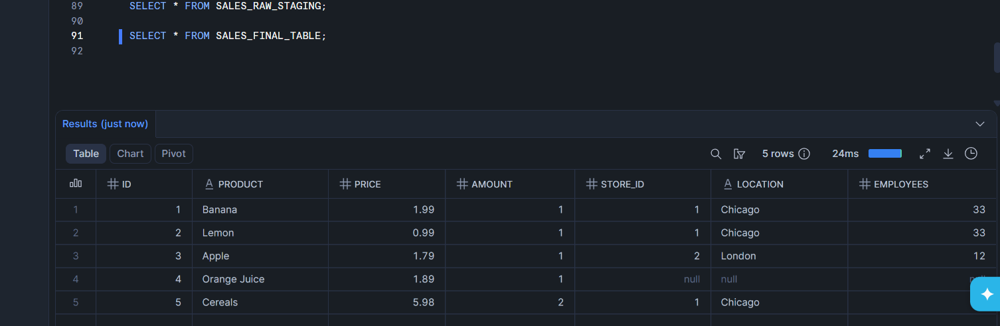 89 SELECT * FROM SALES_RAW_STAGING;
90
91 SELECT * FROM SALES_FINAL_TABLE;
92
Results (just now)
Table Chart Pivot 5 rows 24ms
ID PRODUCT PRICE AMOUNT STORE_ID LOCATION EMPLOYEES
1 1 Banana 1.99 1 1 Chicago 33
2 2 Lemon 0.99 1 1 Chicago 33
3 3 Apple 1.79 1 2 London 12
4 4 Orange Juice 1.89 1 null null
5 5 Cereals 5.98 2 1 Chicago